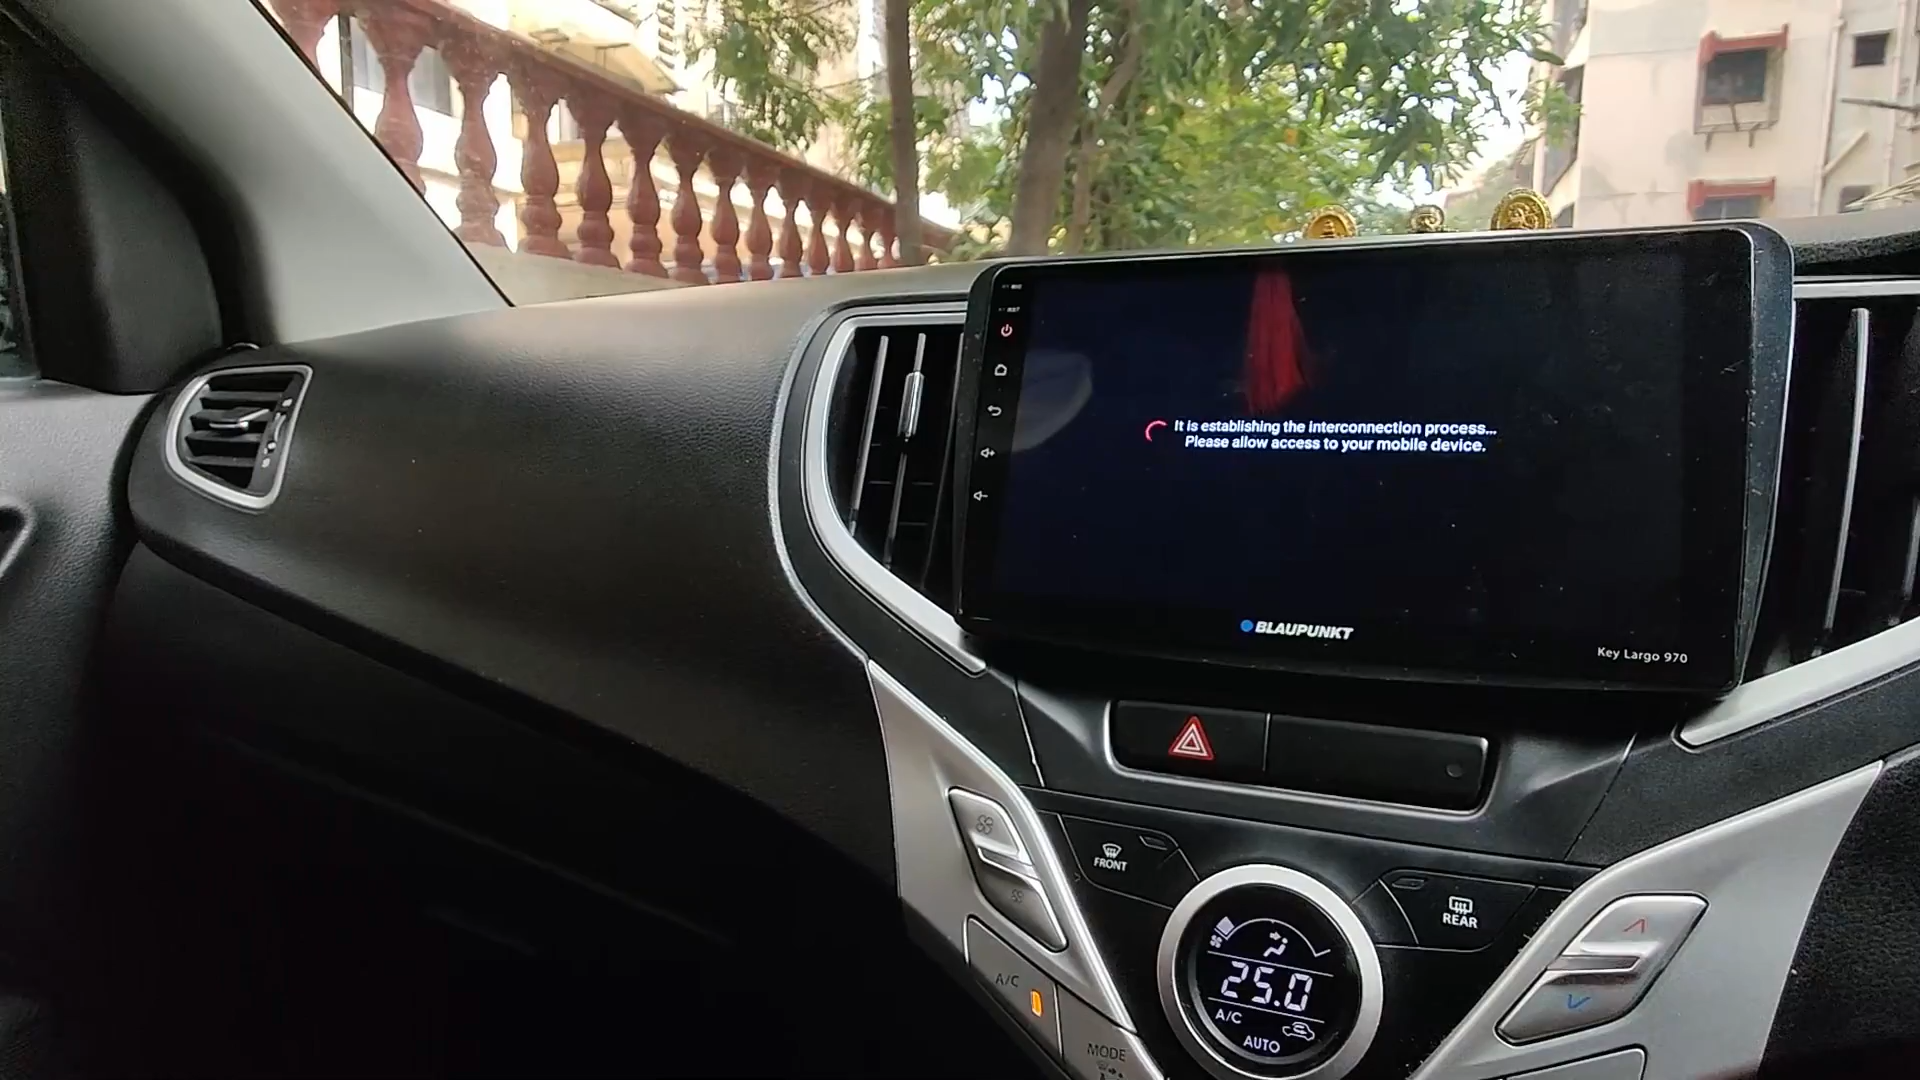 It is establishing the interconnection process...
Please allow access to your mobile device.
BLAUPUNKT
Key Largo 970
FRONT
REAR
A/C
25.0
A/C
AUTO
MODE